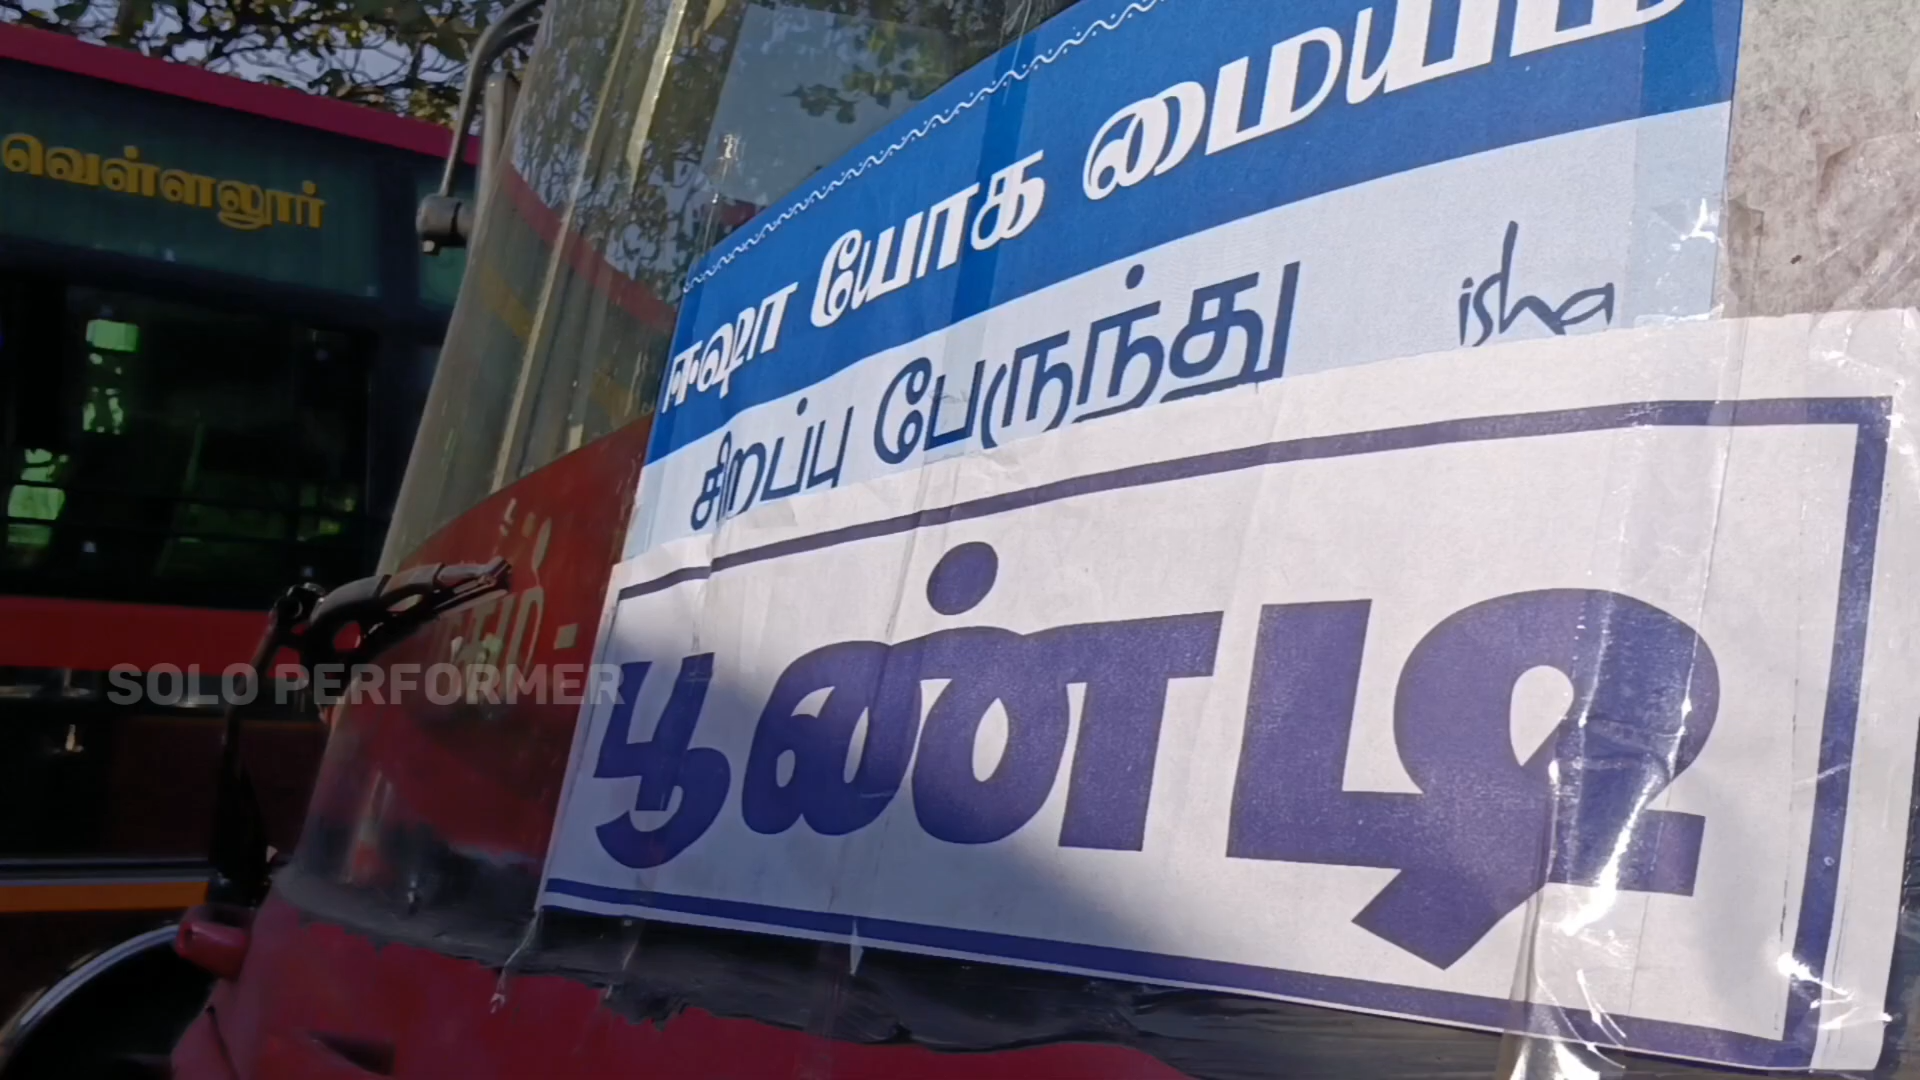 வெள்ளலூர்
ஈஷா யோக மையம்
சிறப்பு பேருந்து isha
பூண்டி
SOLO PERFORMER